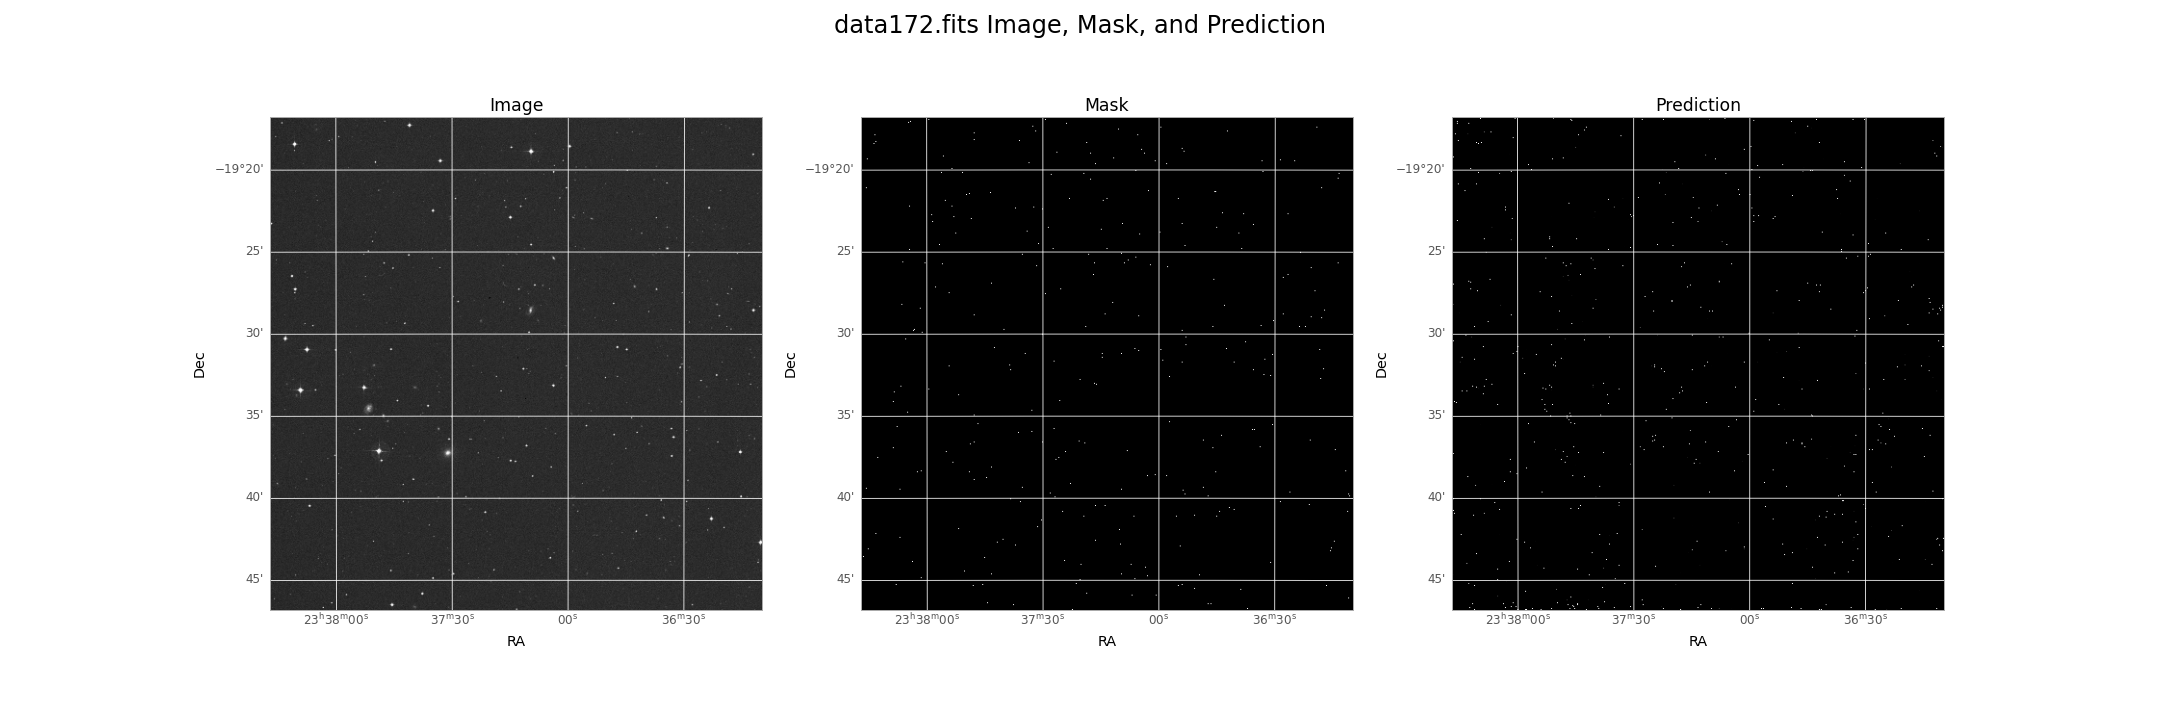 data172.fits Image, Mask, and Prediction
Image
−19°20'
25'
30'
35'
40'
45'
Dec
23ʰ38ᵐ00ˢ 37ᵐ30ˢ 00ˢ 36ᵐ30ˢ
RA
Mask
−19°20'
25'
30'
35'
40'
45'
Dec
23ʰ38ᵐ00ˢ 37ᵐ30ˢ 00ˢ 36ᵐ30ˢ
RA
Prediction
−19°20'
25'
30'
35'
40'
45'
Dec
23ʰ38ᵐ00ˢ 37ᵐ30ˢ 00ˢ 36ᵐ30ˢ
RA